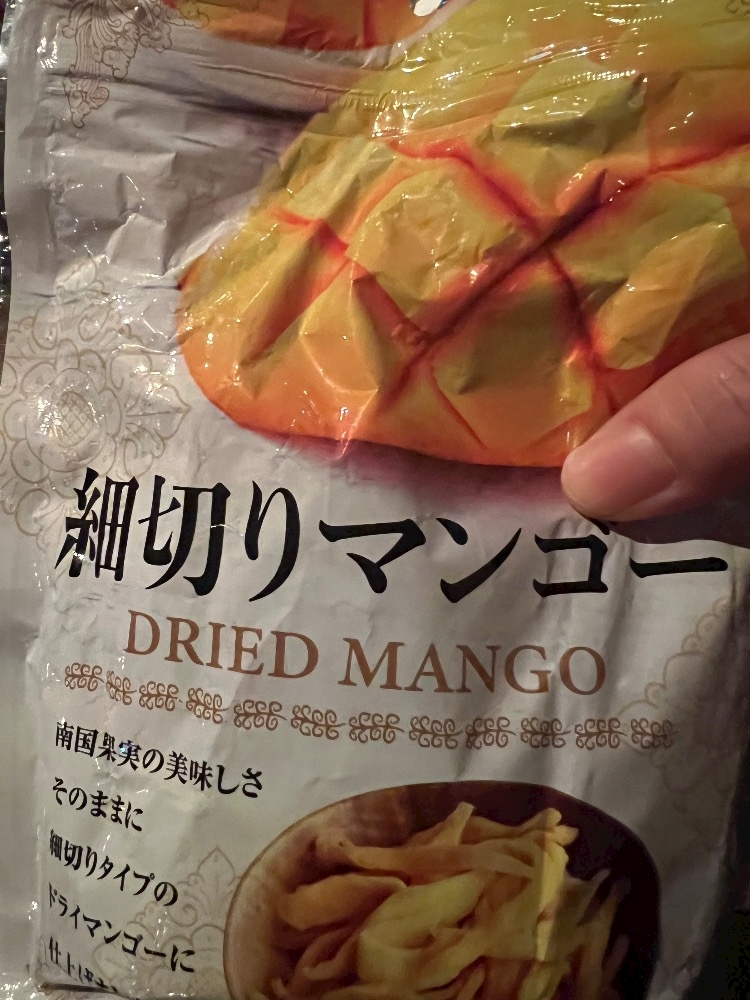 細切りマンゴー
DRIED MANGO
南国果実の美味しさ
そのままに
細切りタイプの
ドライマンゴーに